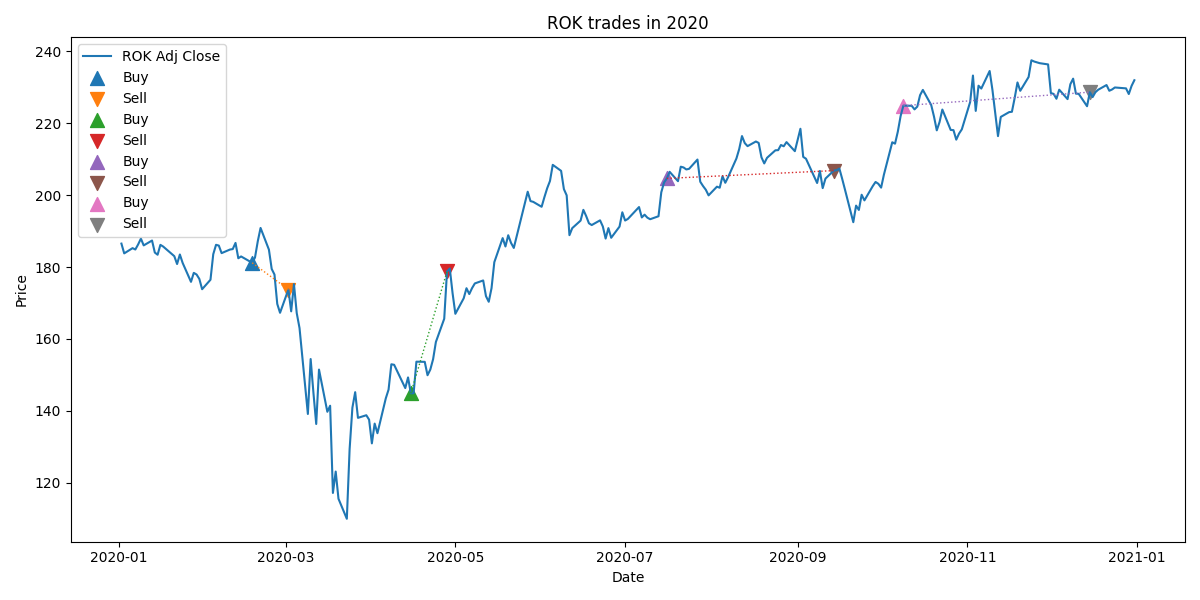 ROK trades in 2020
ROK Adj Close
Buy
Sell
Buy
Sell
Buy
Sell
Buy
Sell
240
220
200
180
160
140
120
Price
2020-01
2020-03
2020-05
2020-07
2020-09
2020-11
2021-01
Date